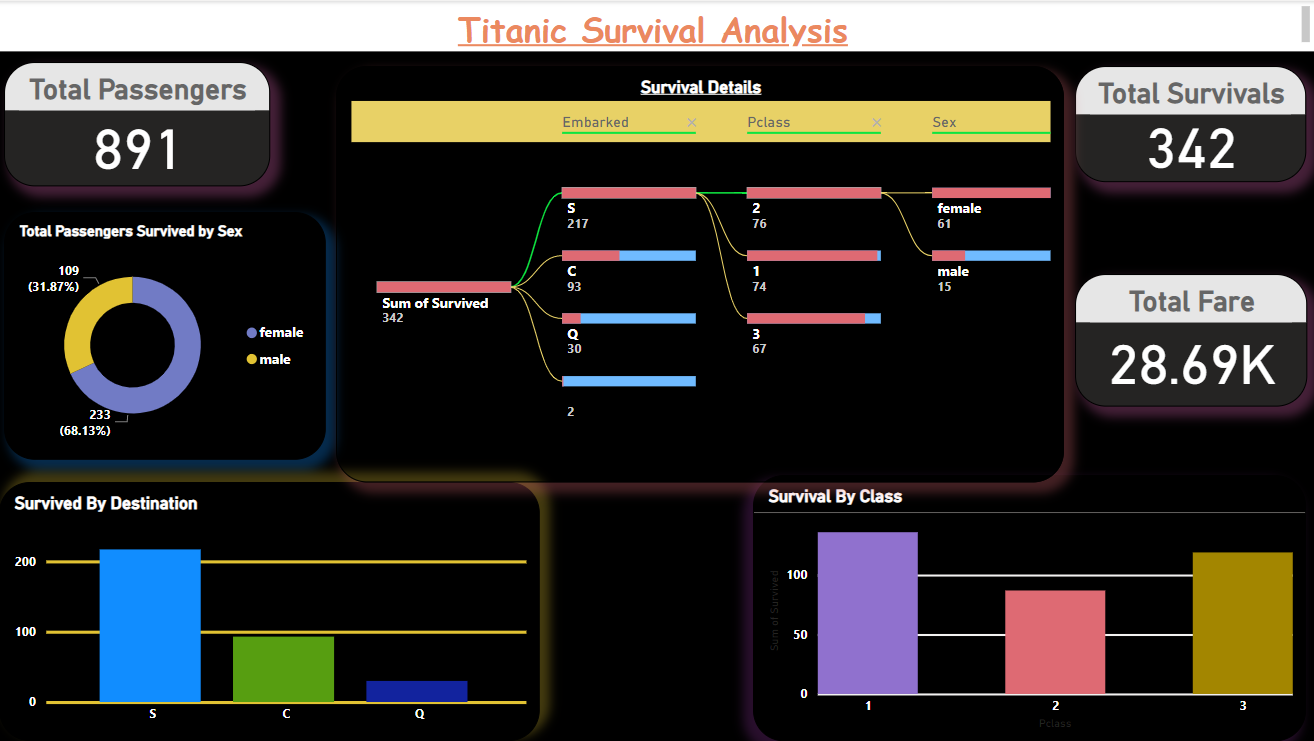 Titanic Survival Analysis
Total Passengers
891
Survival Details
Embarked
Pclass
Sex
Total Survivals
342
S
217
C
93
Q
30
2
2
76
1
74
3
67
female
61
male
15
Sum of Survived
342
Total Passengers Survived by Sex
109
(31.87%)
233
(68.13%)
female
male
Total Fare
28.69K
Survived By Destination
200
100
0
S
C
Q
Survival By Class
Sum of Survived
100
50
0
1
2
3
Pclass